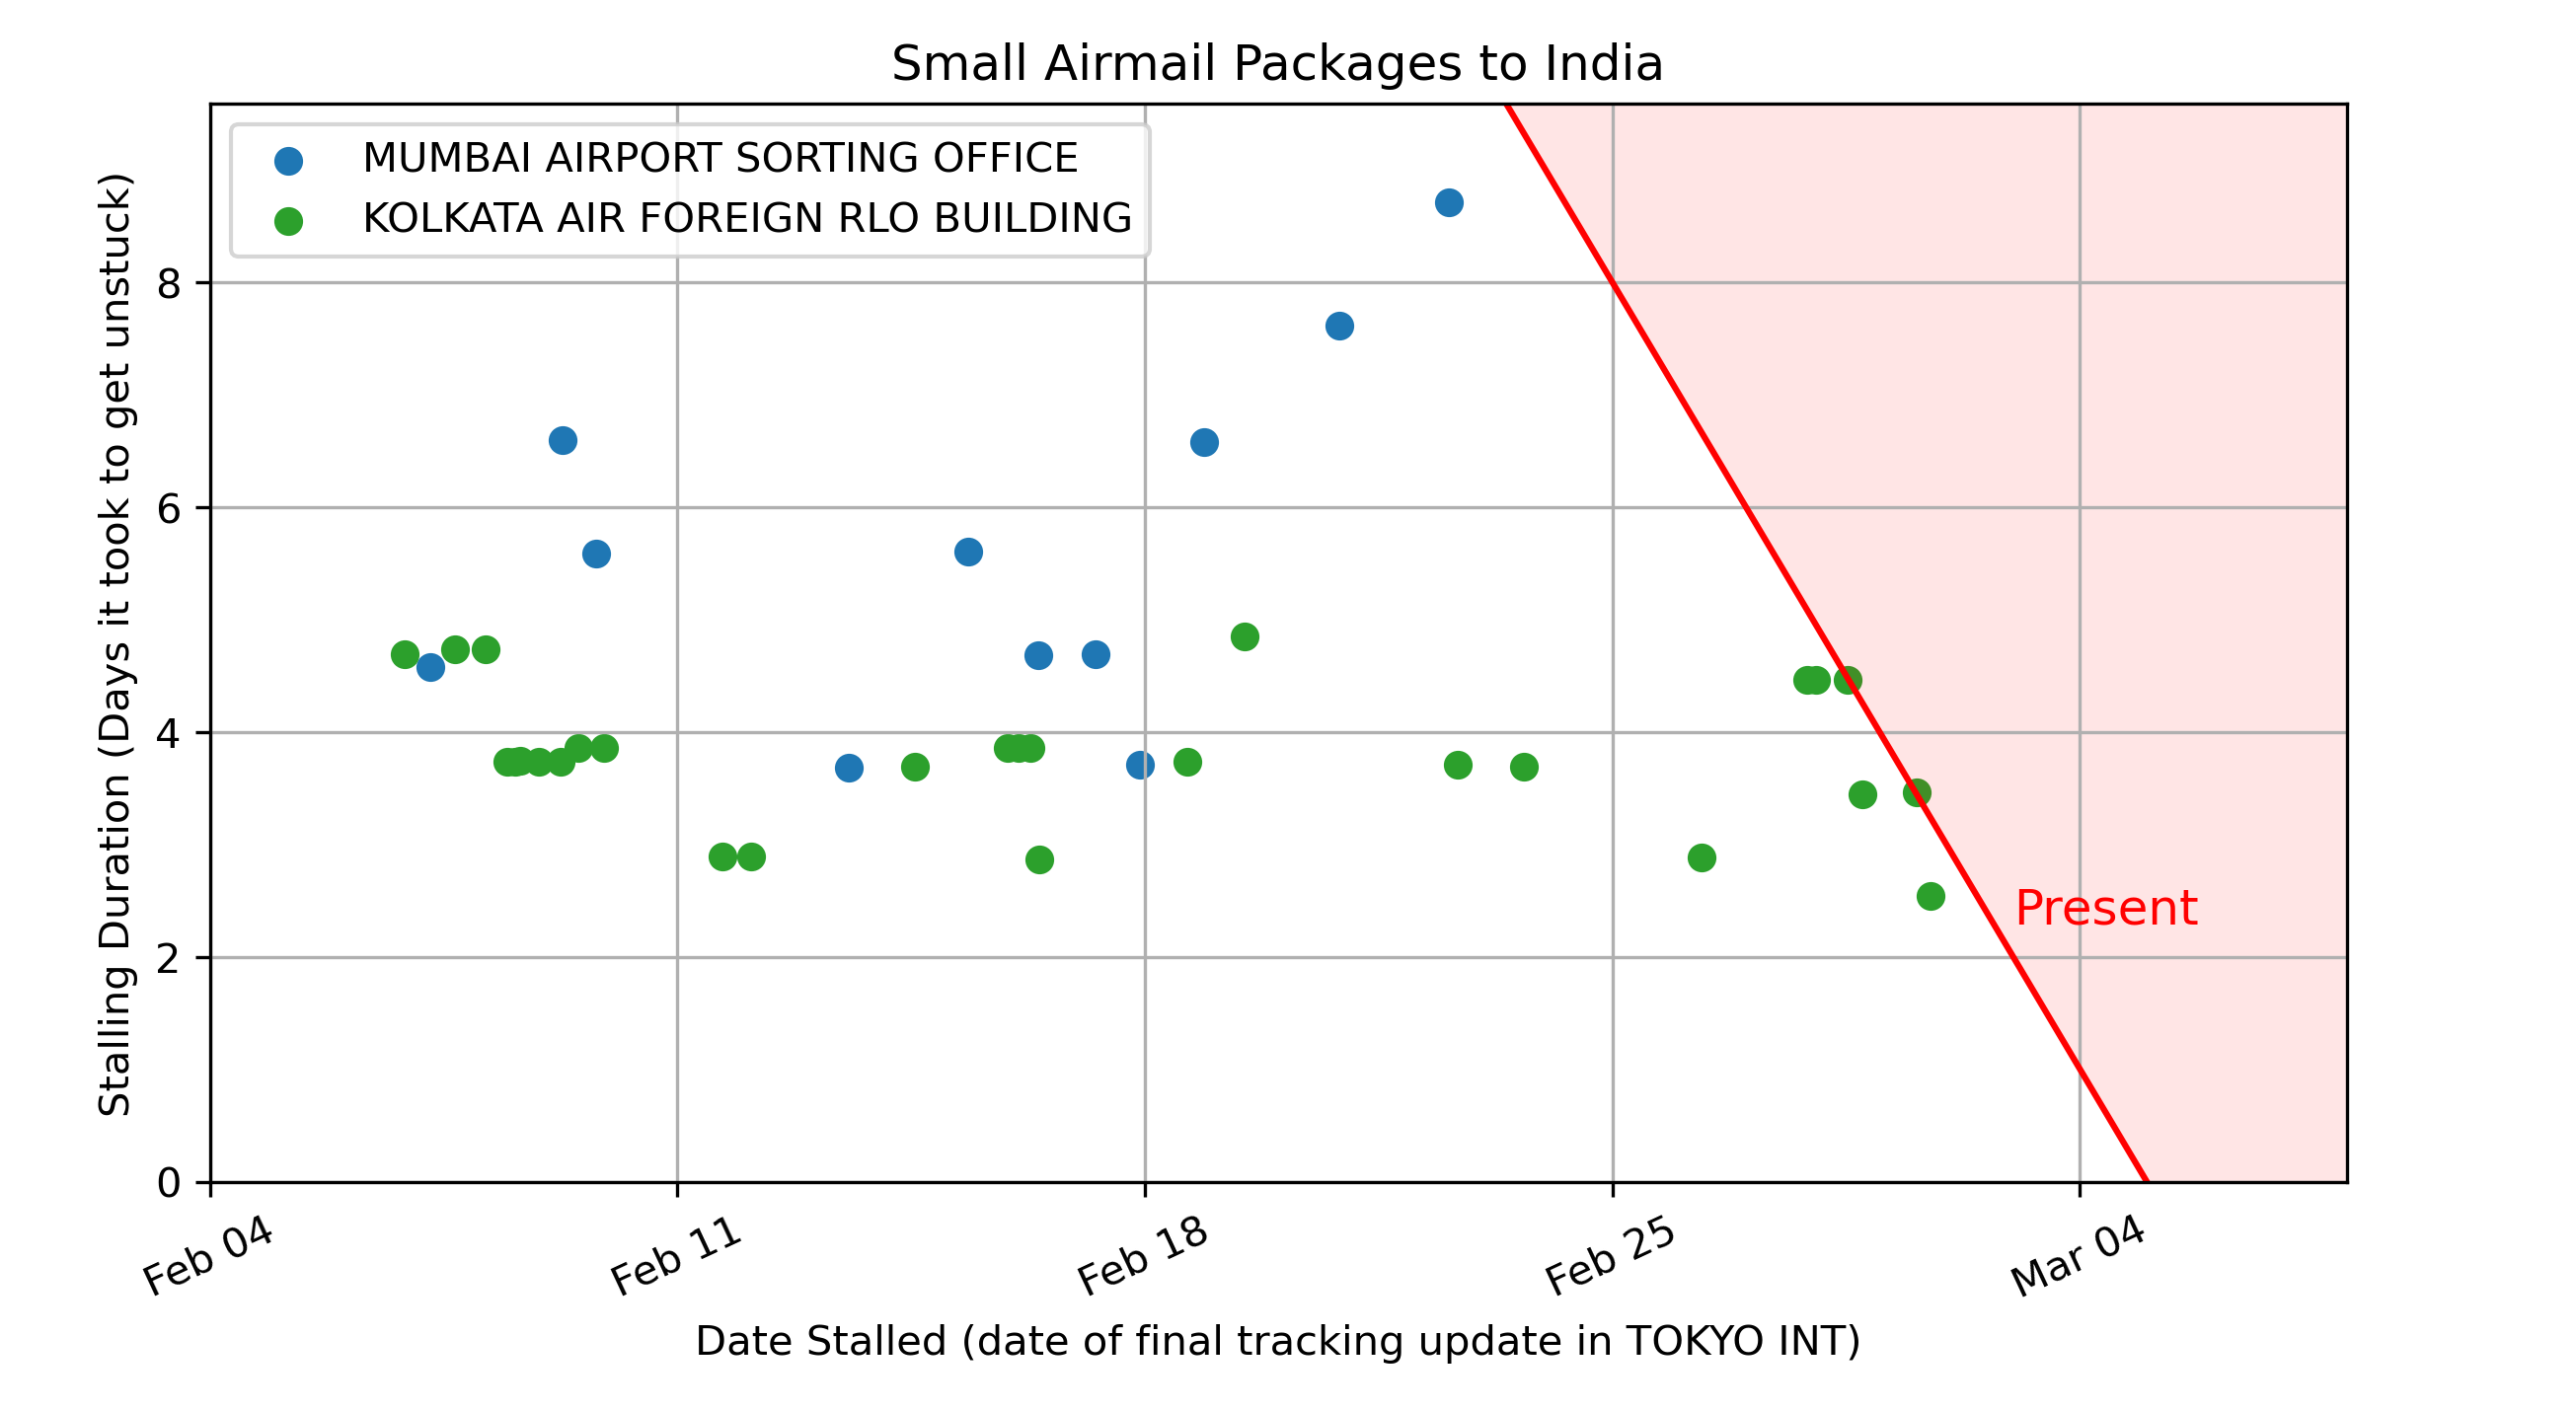 Small Airmail Packages to India
MUMBAI AIRPORT SORTING OFFICE
KOLKATA AIR FOREIGN RLO BUILDING
Stalling Duration (Days it took to get unstuck)
8
6
4
2
0
Present
Feb 04
Feb 11
Feb 18
Feb 25
Mar 04
Date Stalled (date of final tracking update in TOKYO INT)